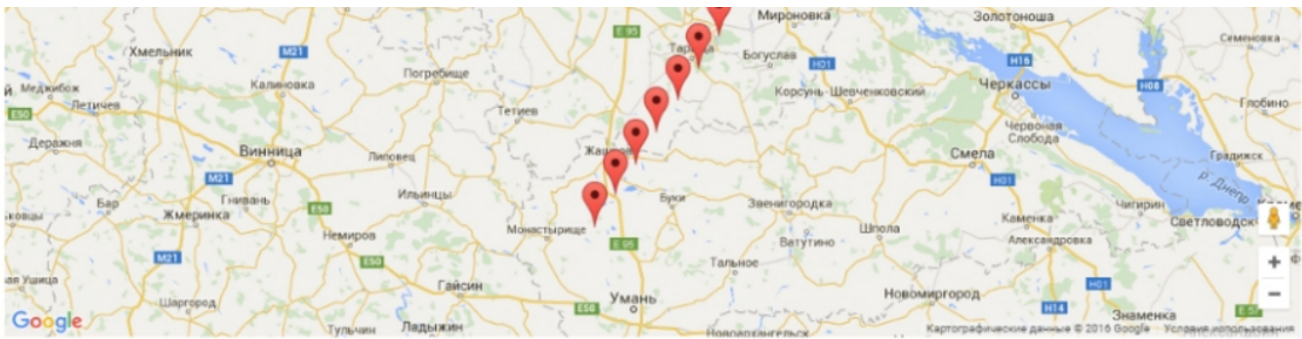 Мироновка
Золотоноша
Е 95
Семеновка
Хмельник
M21
Богуслав
H16
H01
Погребище
Калиновка
Черкассы
H08
Меджибож
Корсунь-Шевченковский
Летичев
Тетиев
Глобино
E50
Червоная
Слобода
Деражня
Винница
Липовец
Смела
Градижск
M21
H01
р. Днепр
Ильинцы
Буки
Гнивань
Бар
E50
Звенигородка
Чигирин
Жмеринка
Каменка
Светловодск
Монастырище
Шпола
Немиров
E 95
Ватутино
Александровка
M21
E50
Тальное
+
Гайсин
H01
Новомиргород
−
Шаргород
E50
Умань
H14
Знаменка
Google
Тульчин
Ладыжин
Картографические данные © 2016 Google
Условия использования